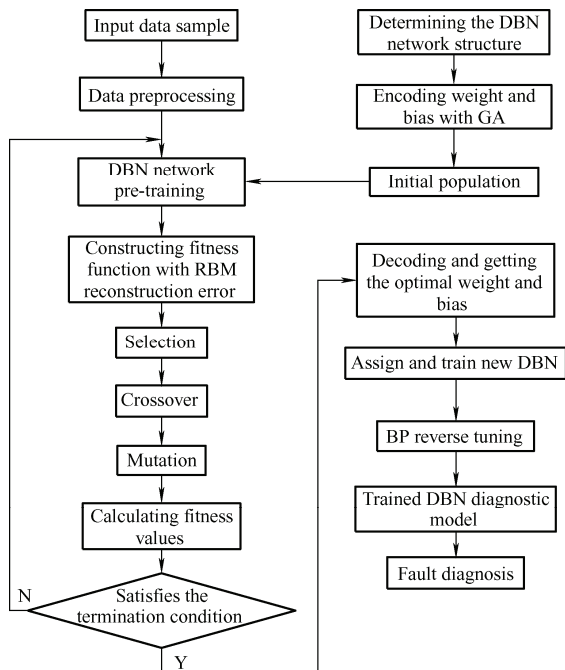 Input data sample
Data preprocessing
DBN network
pre-training
Constructing fitness
function with RBM
reconstruction error
Selection
Crossover
Mutation
Calculating fitness
values
Satisfies the
termination condition
N
Y
Determining the DBN
network structure
Encoding weight and
bias with GA
Initial population
Decoding and getting
the optimal weight and
bias
Assign and train new DBN
BP reverse tuning
Trained DBN diagnostic
model
Fault diagnosis